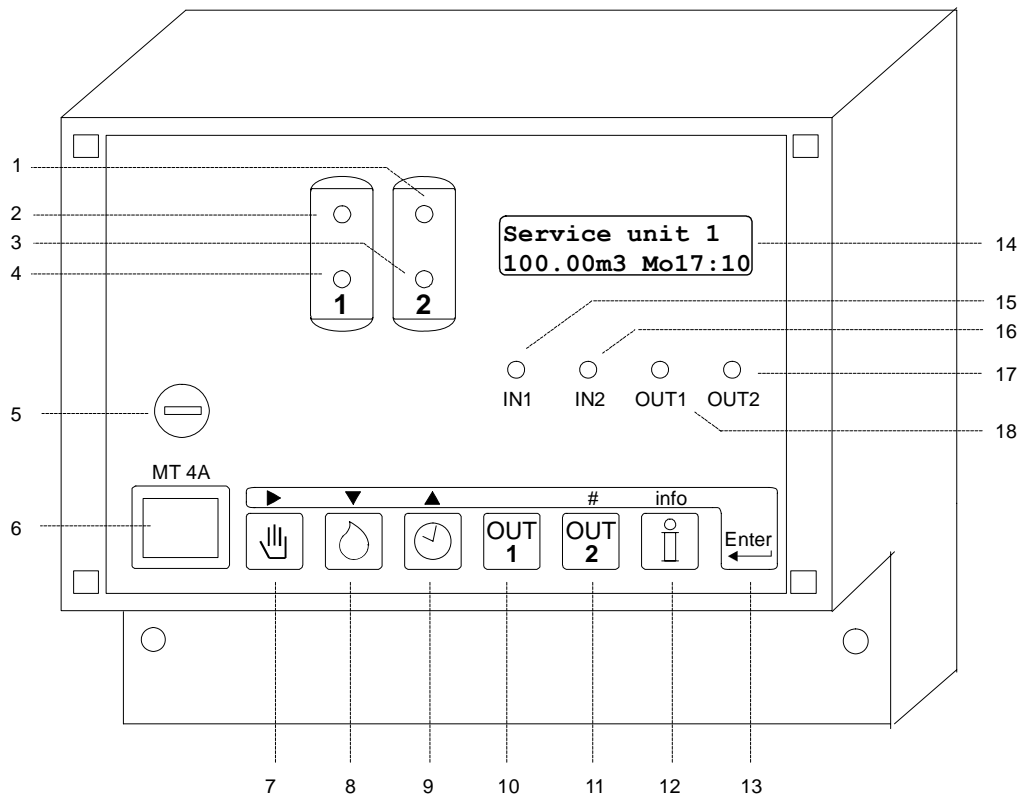 1
2
3
4
Service unit 1
100.00m3 Mo17:10
14
15
16
17
18
1 2
IN1 IN2 OUT1 OUT2
5
MT 4A
6
▶ ▼ ▲ # info
OUT 1
OUT 2
Enter
7 8 9 10 11 12 13